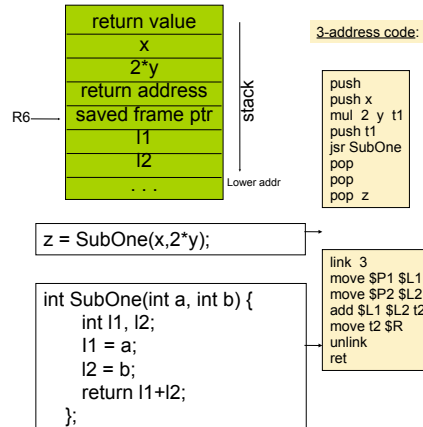 return value
x
2*y
return address
saved frame ptr
l1
l2
. . .
R6
stack
Lower addr
3-address code:
push
push x
mul 2 y t1
push t1
jsr SubOne
pop
pop
pop z
z = SubOne(x,2*y);
link 3
move $P1 $L1
move $P2 $L2
add $L1 $L2 t2
move t2 $R
unlink
ret
int SubOne(int a, int b) {
int l1, l2;
l1 = a;
l2 = b;
return l1+l2;
};